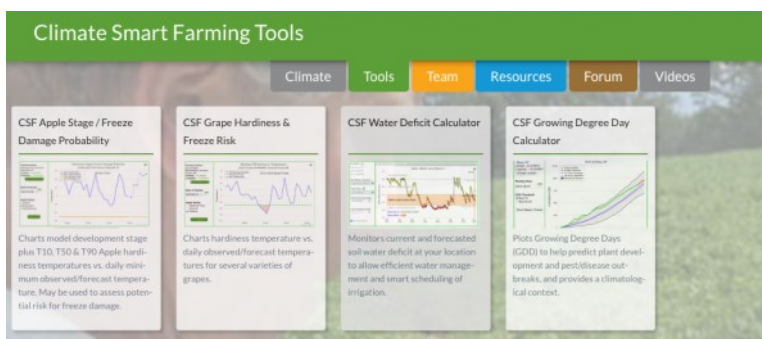 Climate Smart Farming Tools
Climate
Tools
Team
Resources
Forum
Videos
CSF Apple Stage / Freeze
Damage Probability
Charts model development stage
plus T10, T50 & T90 Apple hardi-
ness temperatures vs. daily mini-
mum observed/forecast tempera-
ture. May be used to assess poten-
tial risk for freeze damage.
CSF Grape Hardiness &
Freeze Risk
Charts hardiness temperature vs.
daily observed/forecast tempera-
tures for several varieties of
grapes.
CSF Water Deficit Calculator
Monitors current and forecasted
soil water deficit at your location
to allow efficient water manage-
ment and smart scheduling of
irrigation.
CSF Growing Degree Day
Calculator
Plots Growing Degree Days
(GDD) to help predict plant devel-
opment and pest/disease out-
breaks, and provides a climatolog-
ical context.